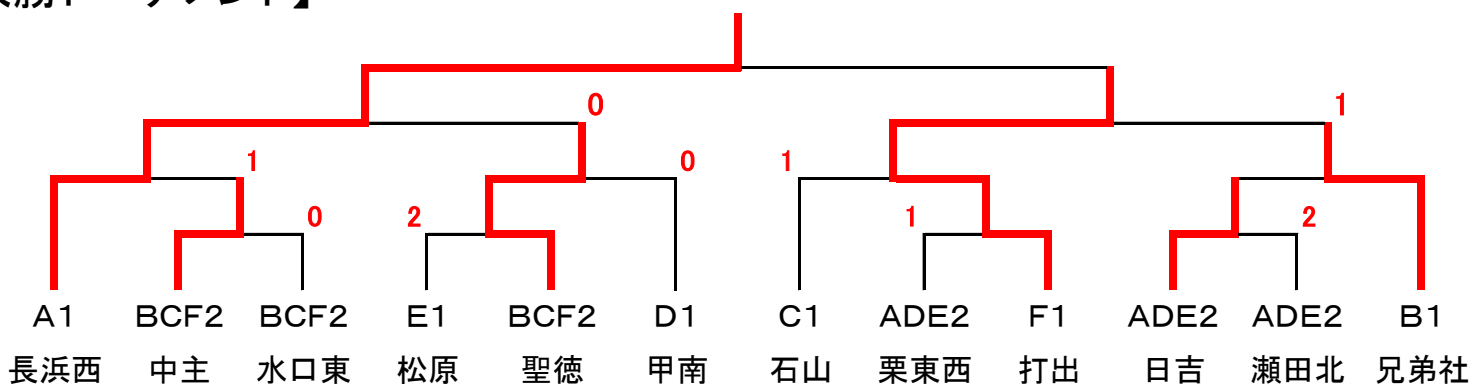 0 1
1 0 1
0 2 1 2
A1 BCF2 BCF2 E1 BCF2 D1 C1 ADE2 F1 ADE2 ADE2 B1
長浜西 中主 水口東 松原 聖徳 甲南 石山 栗東西 打出 日吉 瀬田北 兄弟社